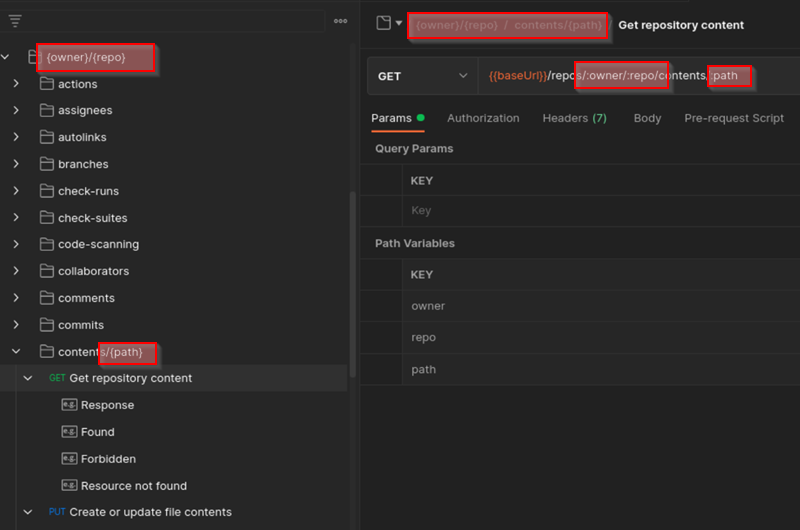 {owner}/{repo}
actions
assignees
autolinks
branches
check-runs
check-suites
code-scanning
collaborators
comments
commits
contents/{path}
GET Get repository content
e.g. Response
e.g. Found
e.g. Forbidden
e.g. Resource not found
PUT Create or update file contents
{owner}/{repo} / contents/{path} / Get repository content
GET {{baseUrl}}/repos/:owner/:repo/contents/:path
Params Authorization Headers (7) Body Pre-request Script
Query Params
KEY
Key
Path Variables
KEY
owner
repo
path